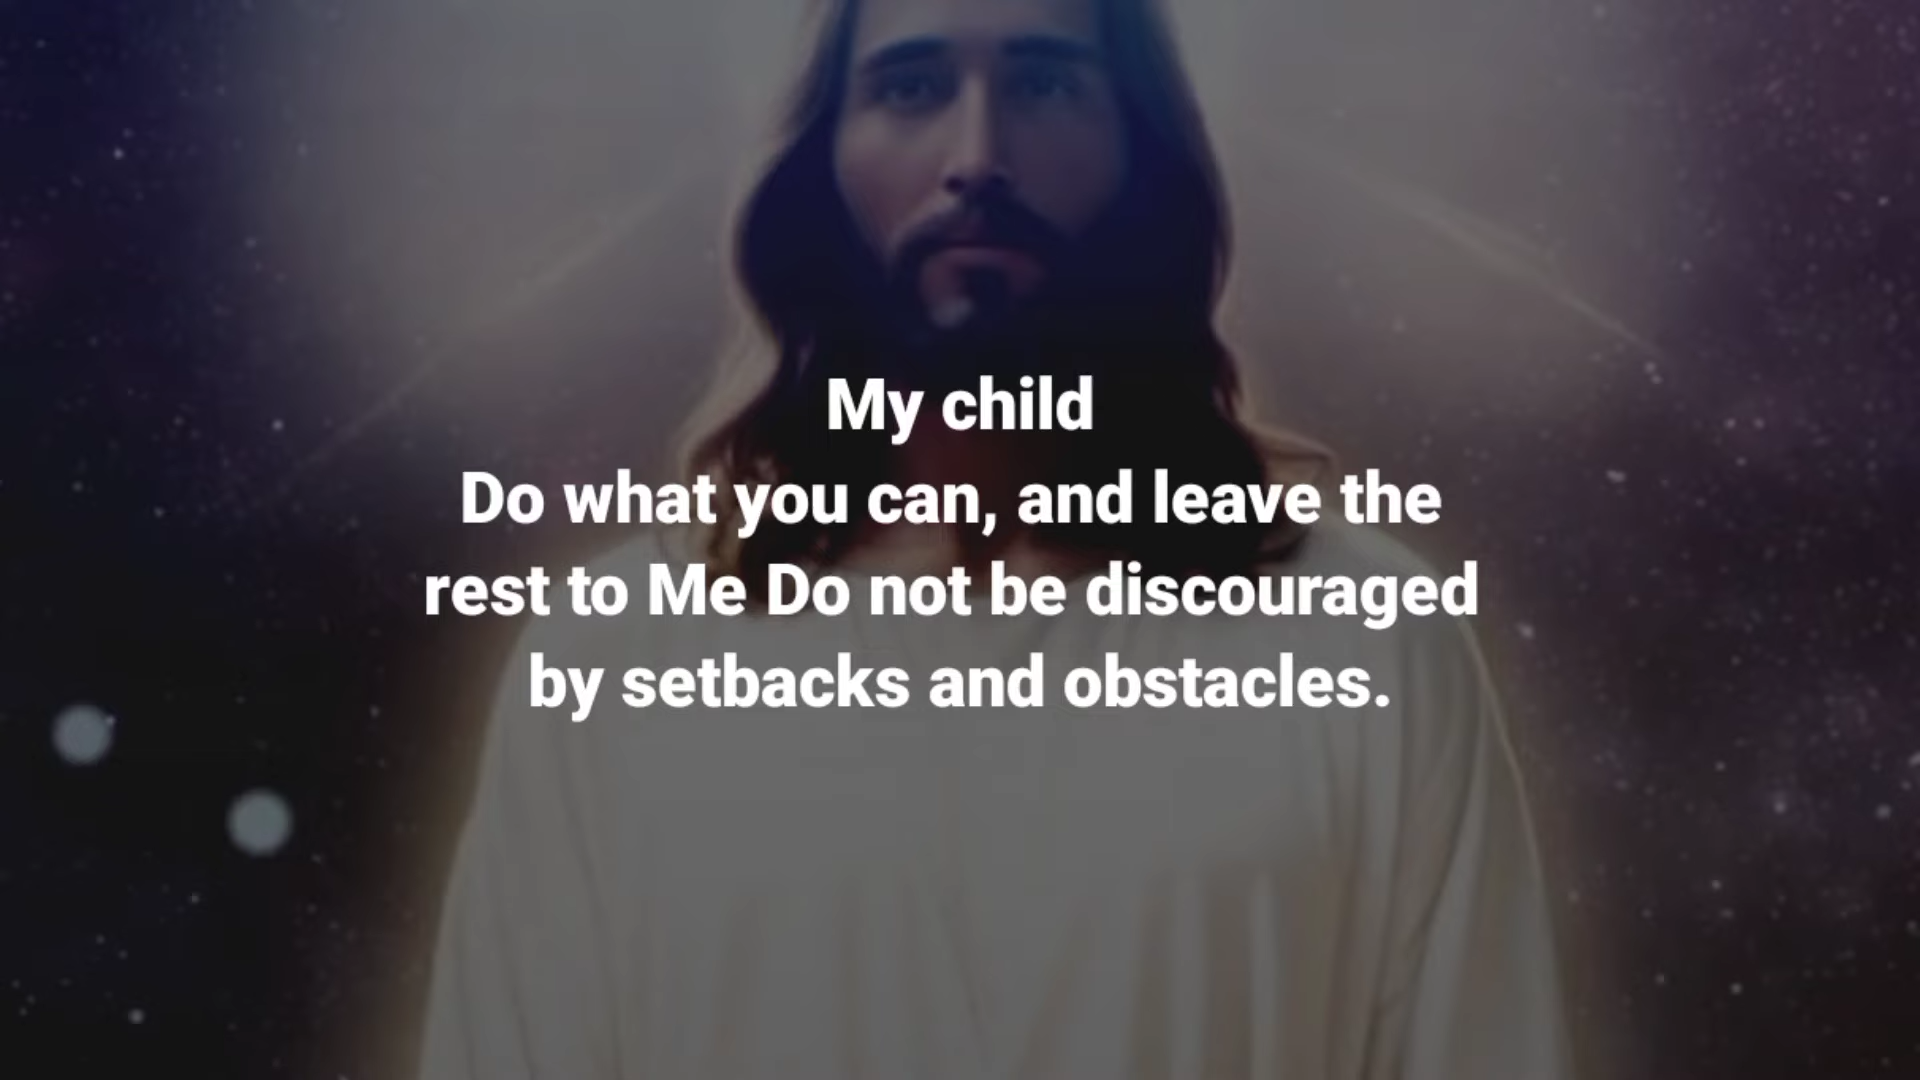 My child
Do what you can, and leave the
rest to Me Do not be discouraged
by setbacks and obstacles.